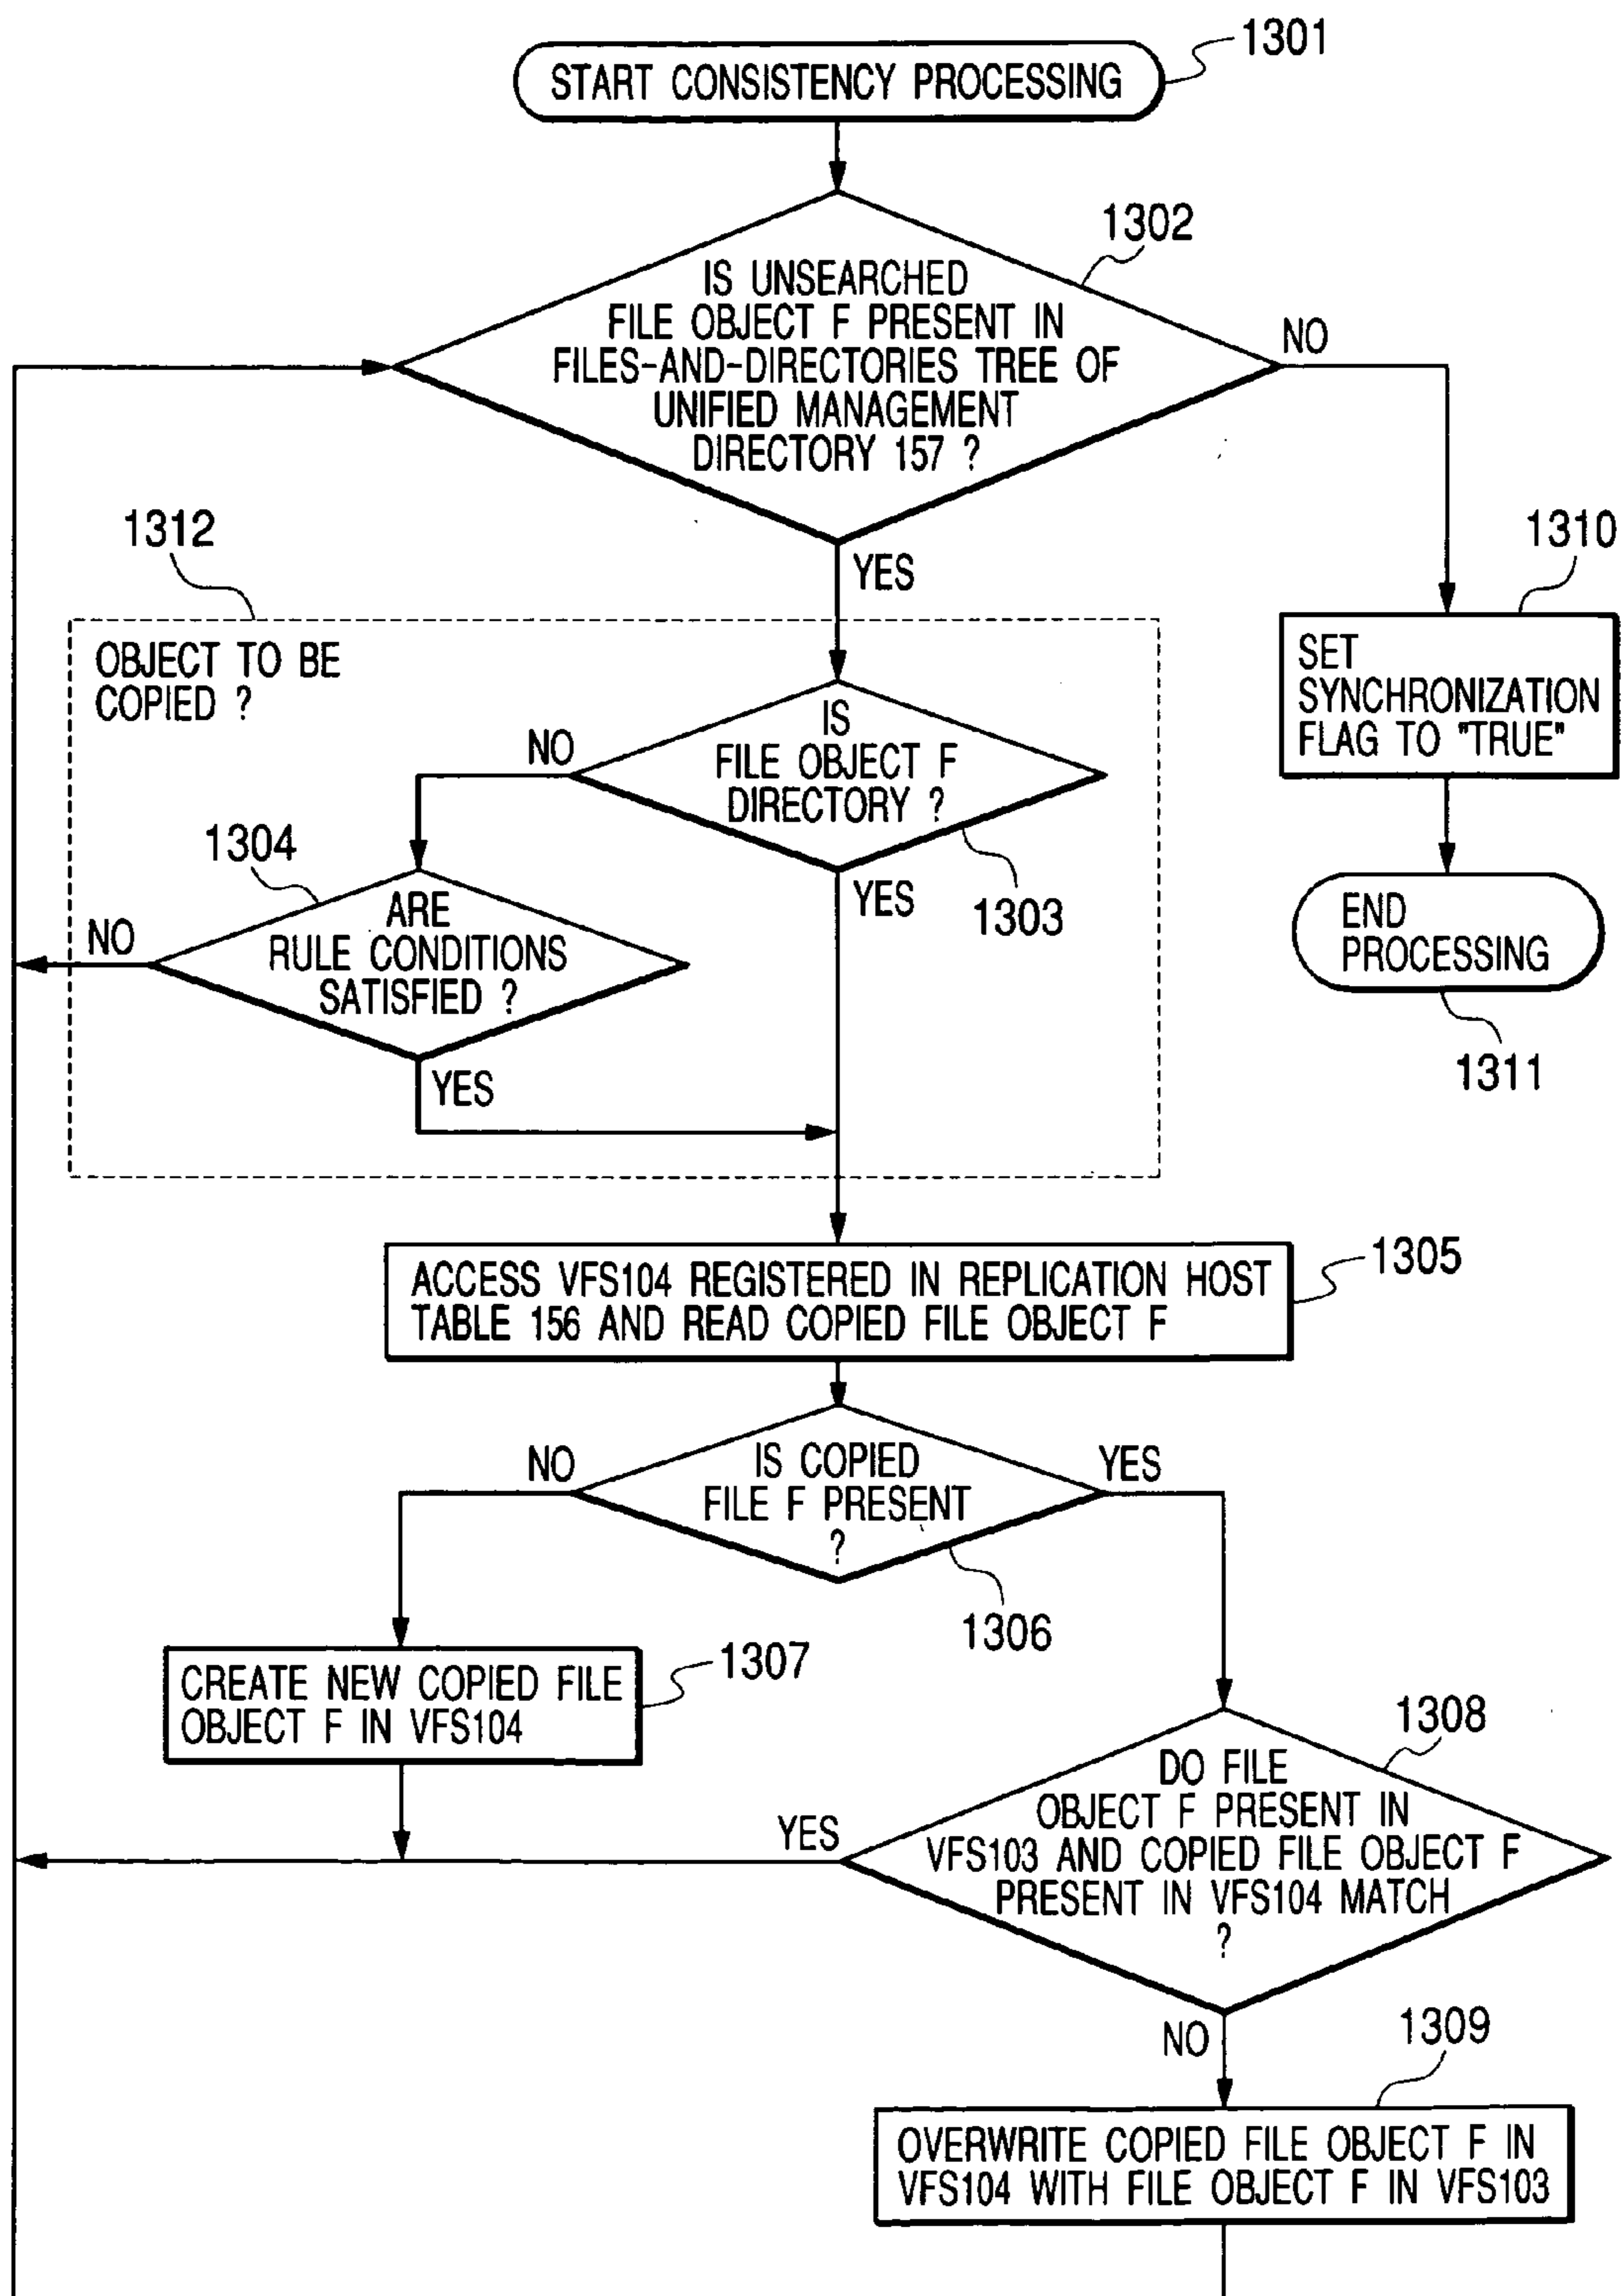 1301
START CONSISTENCY PROCESSING
1302
IS UNSEARCHED
FILE OBJECT F PRESENT IN
FILES-AND-DIRECTORIES TREE OF
UNIFIED MANAGEMENT
DIRECTORY 157 ?
NO
YES
1312
1310
OBJECT TO BE
COPIED ?
SET
SYNCHRONIZATION
FLAG TO "TRUE"
IS
FILE OBJECT F
DIRECTORY ?
NO
YES
1303
1304
ARE
RULE CONDITIONS
SATISFIED ?
NO
YES
END
PROCESSING
1311
1305
ACCESS VFS104 REGISTERED IN REPLICATION HOST
TABLE 156 AND READ COPIED FILE OBJECT F
IS COPIED
FILE F PRESENT
?
NO
YES
1306
1307
CREATE NEW COPIED FILE
OBJECT F IN VFS104
1308
DO FILE
OBJECT F PRESENT IN
VFS103 AND COPIED FILE OBJECT F
PRESENT IN VFS104 MATCH
?
YES
NO
1309
OVERWRITE COPIED FILE OBJECT F IN
VFS104 WITH FILE OBJECT F IN VFS103